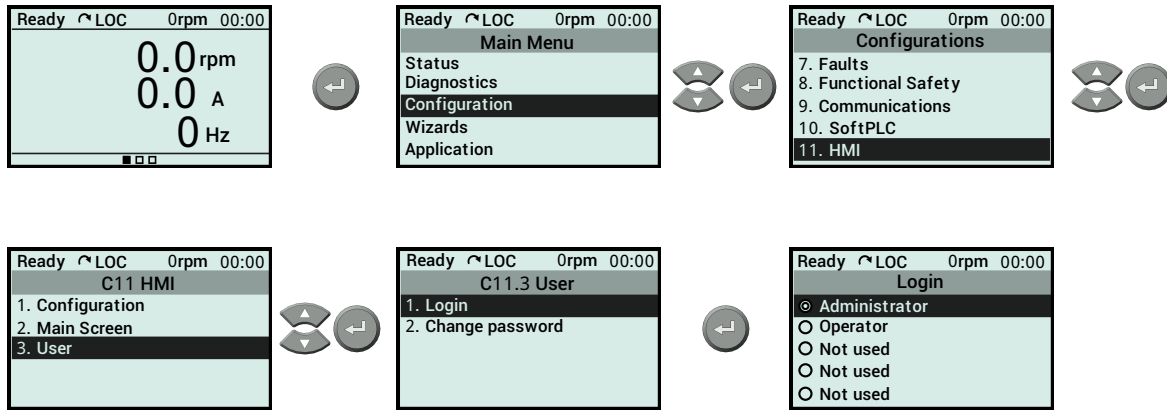 Ready LOC 0rpm 00:00
0.0 rpm
0.0 A
0 Hz
Ready LOC 0rpm 00:00
Main Menu
Status
Diagnostics
Configuration
Wizards
Application
Ready LOC 0rpm 00:00
Configurations
7. Faults
8. Functional Safety
9. Communications
10. SoftPLC
11. HMI
Ready LOC 0rpm 00:00
C11 HMI
1. Configuration
2. Main Screen
3. User
Ready LOC 0rpm 00:00
C11.3 User
1. Login
2. Change password
Ready LOC 0rpm 00:00
Login
Administrator
Operator
Not used
Not used
Not used